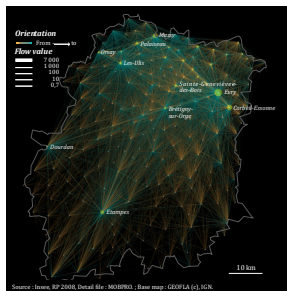 Orientation
From → to
Flow value
7 000
1 000
100
10
0,7
Massy
Palaiseau
Orsay
Les-Ulis
Sainte-Geneviève-
des-Bois
Evry
Corbeil-Essonne
Brétigny-
sur-Orge
Dourdan
Etampes
10 km
Source : Insee, RP 2008, Detail file : MOBPRO. ; Base map : GEOFLA (c), IGN.